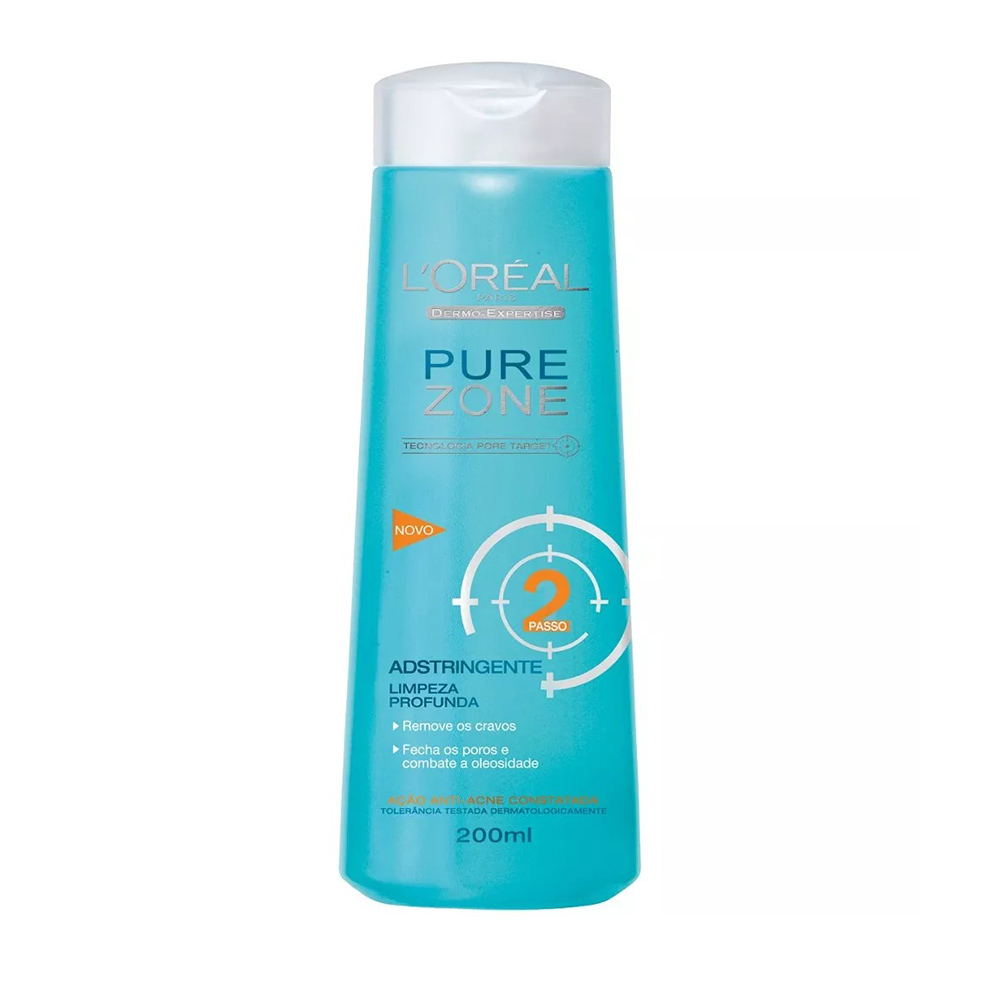 L'ORÉAL
PARIS
DERMO-EXPERTISE
PURE
ZONE
TECNOLOGIA PORE TARGET
NOVO
2
PASSO
ADSTRINGENTE
LIMPEZA
PROFUNDA
Remove os cravos
Fecha os poros e
combate a oleosidade
AÇÃO ANTI-ACNE CONSTATADA
TOLERÂNCIA TESTADA DERMATOLOGICAMENTE
200ml